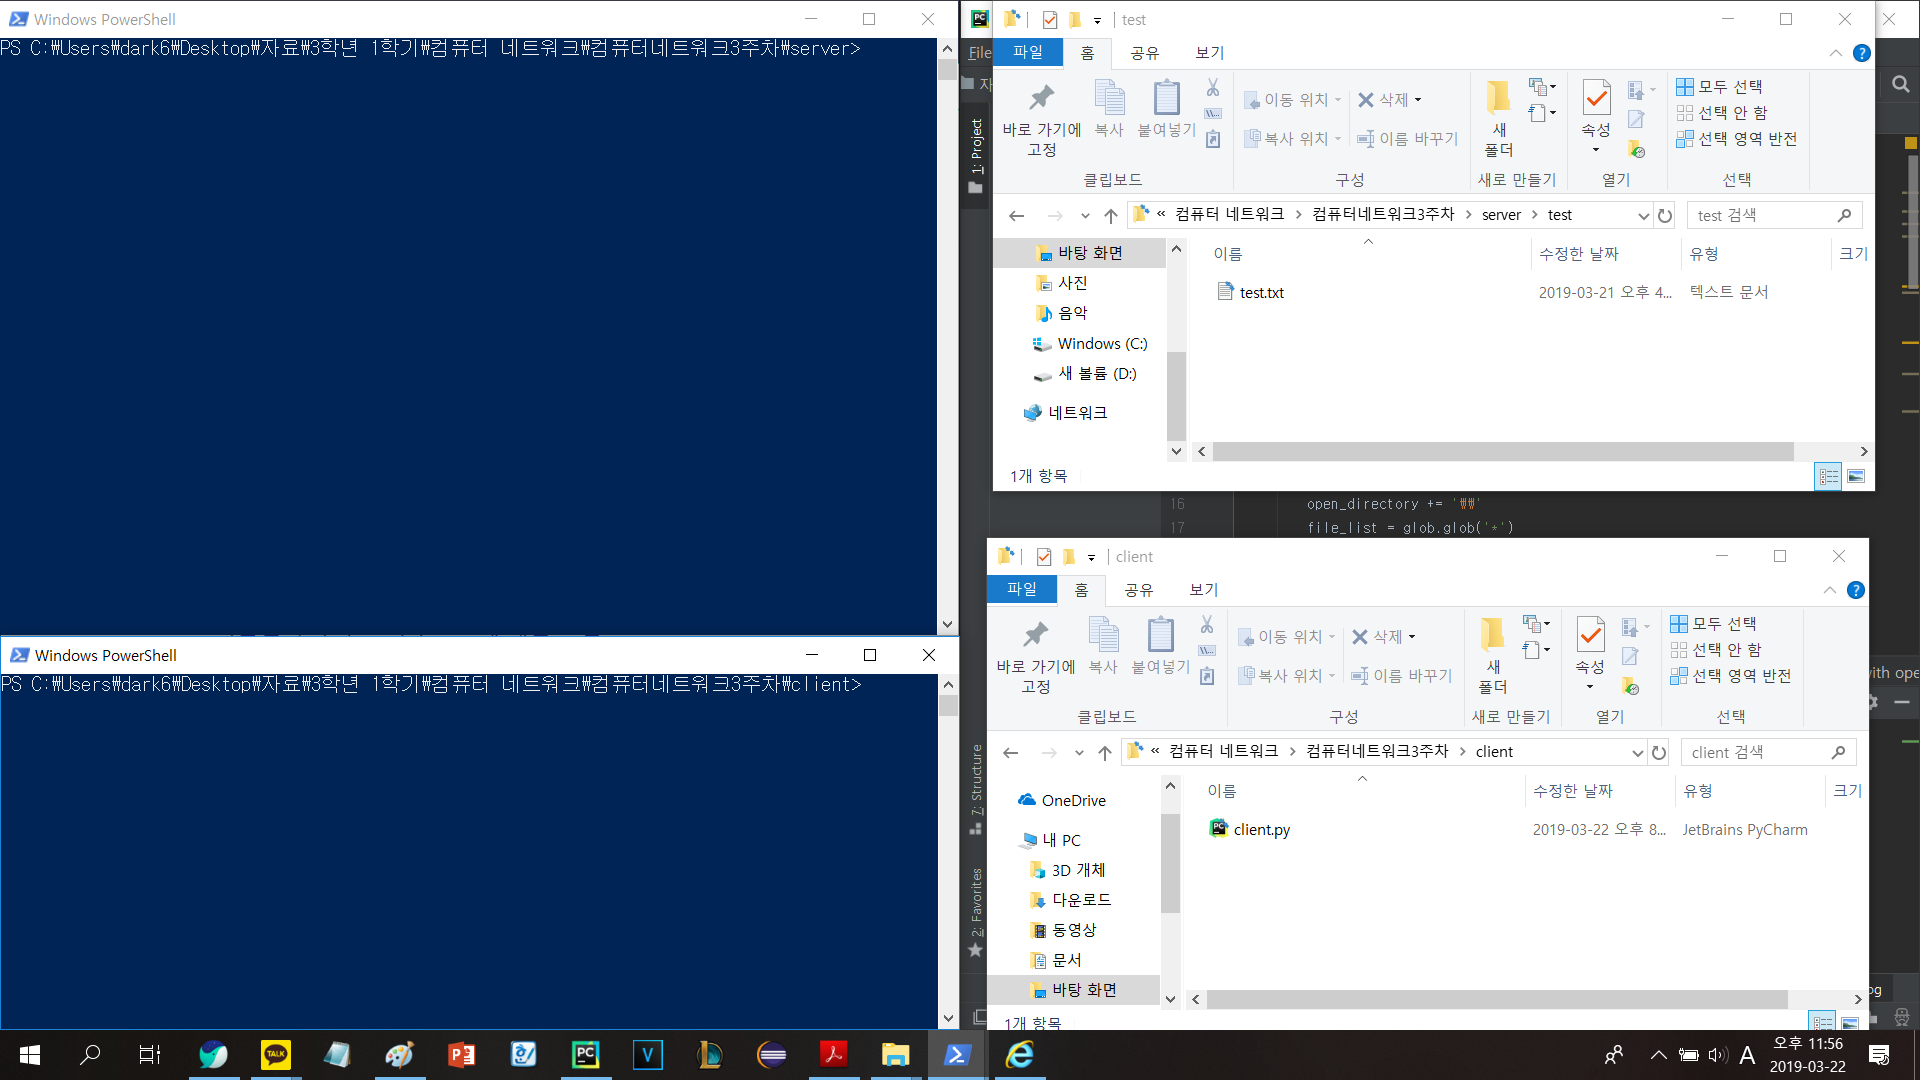 Windows PowerShell
PS C:₩Users₩dark6₩Desktop₩자료₩3학년 1학기₩컴퓨터 네트워크₩컴퓨터네트워크3주차₩server>
test
File
파일
홈
공유
보기
자
1: Project
바로 가기에
고정
복사
붙여넣기
이동 위치
복사 위치
삭제
이름 바꾸기
새
폴더
속성
모두 선택
선택 안 함
선택 영역 반전
클립보드
구성
새로 만들기
열기
선택
« 컴퓨터 네트워크 > 컴퓨터네트워크3주차 > server > test
test 검색
바탕 화면
사진
음악
Windows (C:)
새 볼륨 (D:)
네트워크
이름
수정한 날짜
유형
크기
test.txt
2019-03-21 오후 4...
텍스트 문서
1개 항목
16 open_directory += '₩₩'
17 file_list = glob.glob('*')
Windows PowerShell
PS C:₩Users₩dark6₩Desktop₩자료₩3학년 1학기₩컴퓨터 네트워크₩컴퓨터네트워크3주차₩client>
client
파일
홈
공유
보기
바로 가기에
고정
복사
붙여넣기
이동 위치
복사 위치
삭제
이름 바꾸기
새
폴더
속성
모두 선택
선택 안 함
선택 영역 반전
클립보드
구성
새로 만들기
열기
선택
with ope
« 컴퓨터 네트워크 > 컴퓨터네트워크3주차 > client
client 검색
7: Structure
2: Favorites
OneDrive
내 PC
3D 개체
다운로드
동영상
문서
바탕 화면
이름
수정한 날짜
유형
크기
client.py
2019-03-22 오후 8...
JetBrains PyCharm
1개 항목
og
TALK
PC
V
A
오후 11:56
2019-03-22